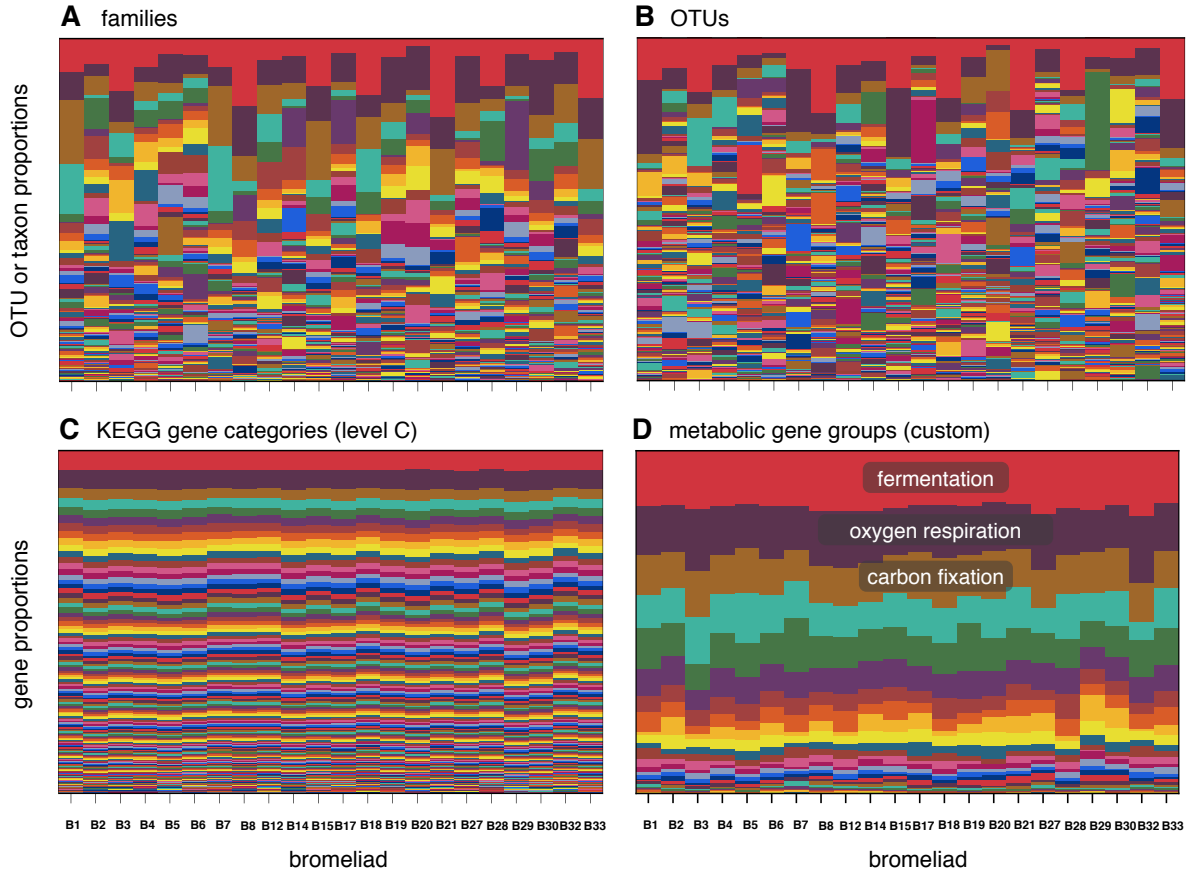 A families
B OTUs
OTU or taxon proportions
C KEGG gene categories (level C)
D metabolic gene groups (custom)
fermentation
oxygen respiration
carbon fixation
gene proportions
B1 B2 B3 B4 B5 B6 B7 B8 B12 B14 B15 B17 B18 B19 B20 B21 B27 B28 B29 B30 B32 B33
B1 B2 B3 B4 B5 B6 B7 B8 B12 B14 B15 B17 B18 B19 B20 B21 B27 B28 B29 B30 B32 B33
bromeliad
bromeliad